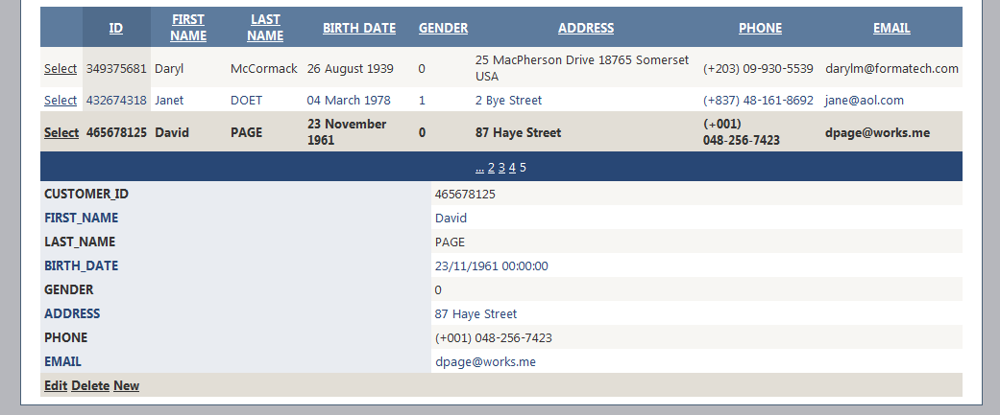 ID FIRST NAME LAST NAME BIRTH DATE GENDER ADDRESS PHONE EMAIL
Select 349375681 Daryl McCormack 26 August 1939 0 25 MacPherson Drive 18765 Somerset USA (+203) 09-930-5539 darylm@formatech.com
Select 432674318 Janet DOET 04 March 1978 1 2 Bye Street (+837) 48-161-8692 jane@aol.com
Select 465678125 David PAGE 23 November 1961 0 87 Haye Street (+001) 048-256-7423 dpage@works.me
... 2 3 4 5
CUSTOMER_ID 465678125
FIRST_NAME David
LAST_NAME PAGE
BIRTH_DATE 23/11/1961 00:00:00
GENDER 0
ADDRESS 87 Haye Street
PHONE (+001) 048-256-7423
EMAIL dpage@works.me
Edit Delete New